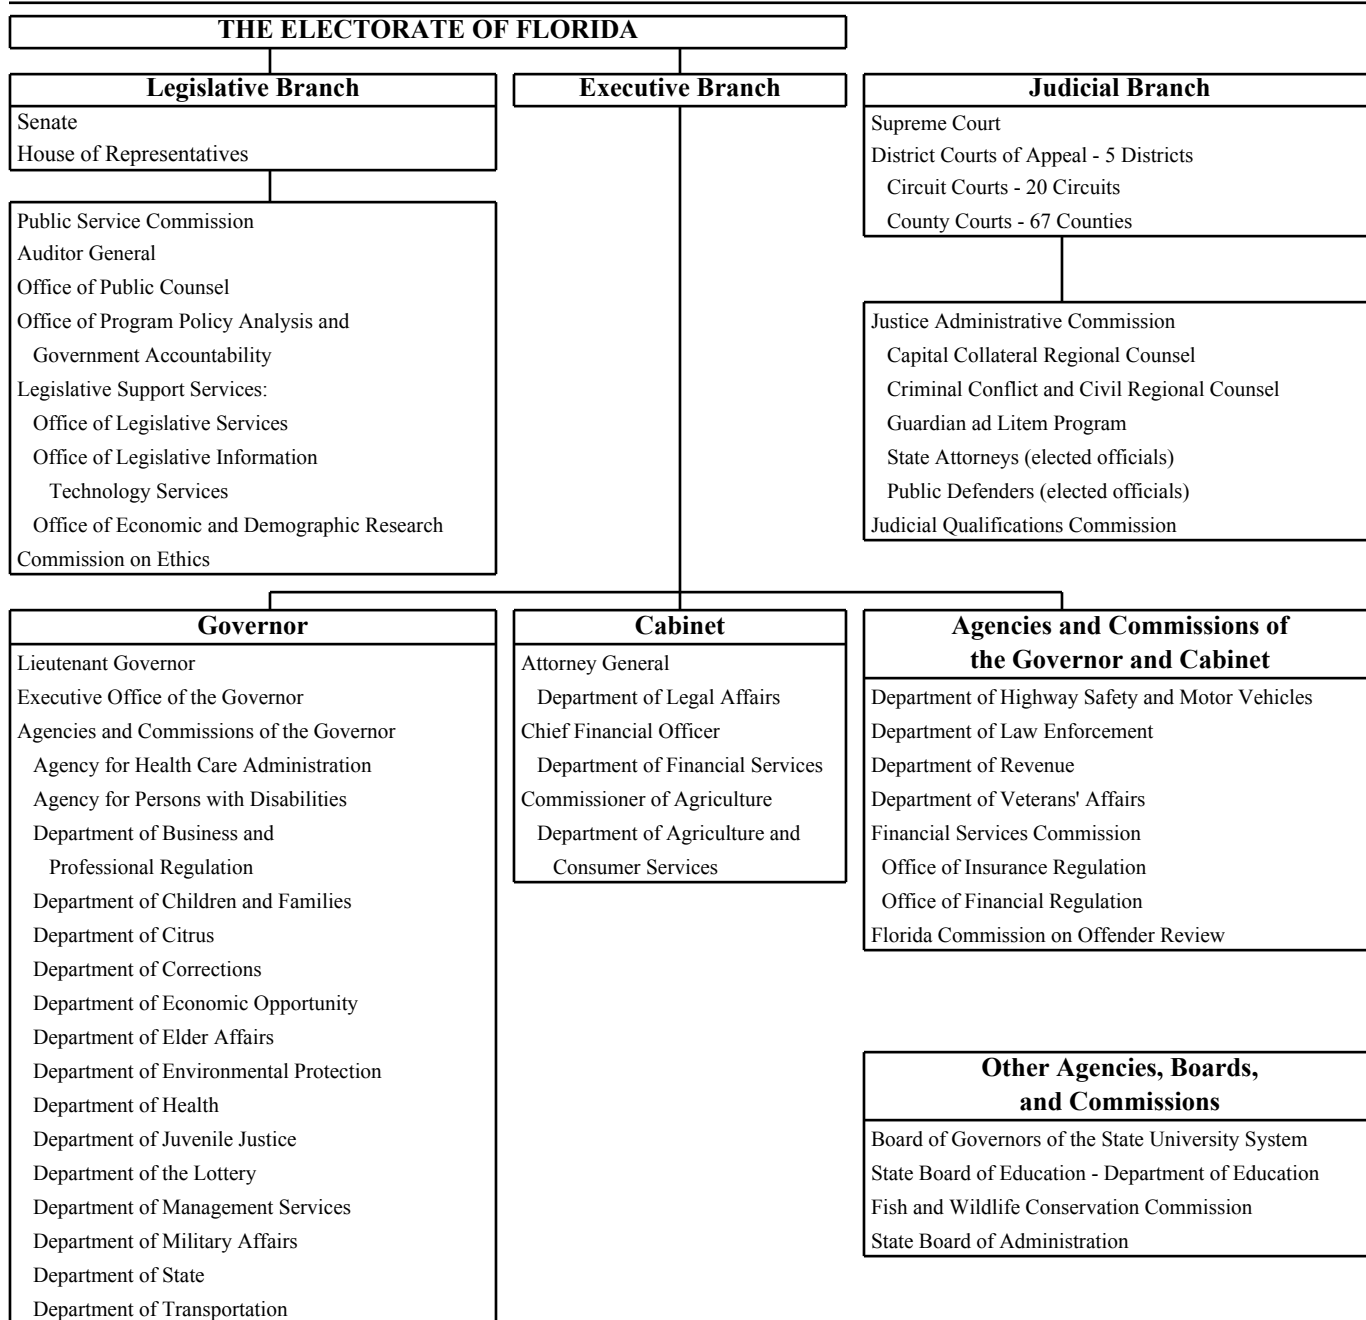 THE ELECTORATE OF FLORIDA
Legislative Branch
Senate
House of Representatives
Public Service Commission
Auditor General
Office of Public Counsel
Office of Program Policy Analysis and
Government Accountability
Legislative Support Services:
Office of Legislative Services
Office of Legislative Information
Technology Services
Office of Economic and Demographic Research
Commission on Ethics
Executive Branch
Judicial Branch
Supreme Court
District Courts of Appeal - 5 Districts
Circuit Courts - 20 Circuits
County Courts - 67 Counties
Justice Administrative Commission
Capital Collateral Regional Counsel
Criminal Conflict and Civil Regional Counsel
Guardian ad Litem Program
State Attorneys (elected officials)
Public Defenders (elected officials)
Judicial Qualifications Commission
Governor
Lieutenant Governor
Executive Office of the Governor
Agencies and Commissions of the Governor
Agency for Health Care Administration
Agency for Persons with Disabilities
Department of Business and
Professional Regulation
Department of Children and Families
Department of Citrus
Department of Corrections
Department of Economic Opportunity
Department of Elder Affairs
Department of Environmental Protection
Department of Health
Department of Juvenile Justice
Department of the Lottery
Department of Management Services
Department of Military Affairs
Department of State
Department of Transportation
Cabinet
Attorney General
Department of Legal Affairs
Chief Financial Officer
Department of Financial Services
Commissioner of Agriculture
Department of Agriculture and
Consumer Services
Agencies and Commissions of
the Governor and Cabinet
Department of Highway Safety and Motor Vehicles
Department of Law Enforcement
Department of Revenue
Department of Veterans' Affairs
Financial Services Commission
Office of Insurance Regulation
Office of Financial Regulation
Florida Commission on Offender Review
Other Agencies, Boards,
and Commissions
Board of Governors of the State University System
State Board of Education - Department of Education
Fish and Wildlife Conservation Commission
State Board of Administration